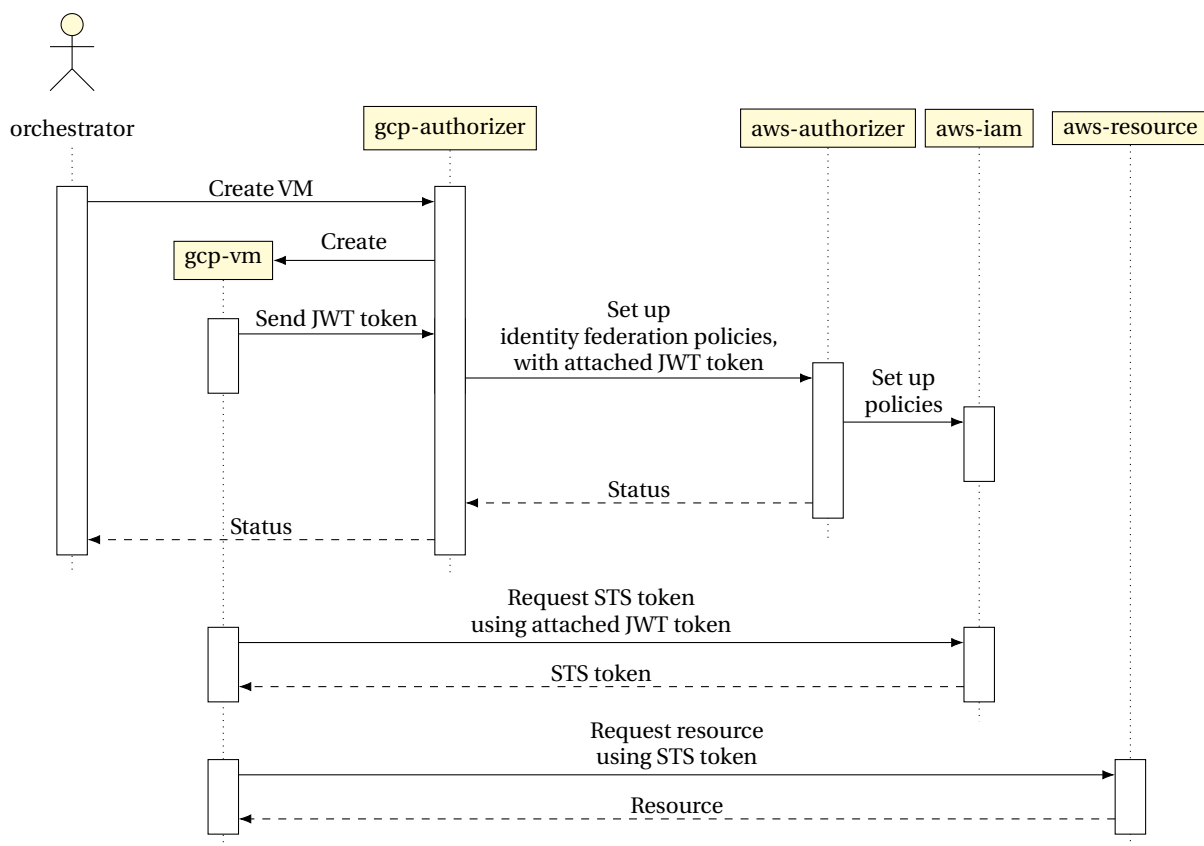 orchestrator
gcp-authorizer
aws-authorizer
aws-iam
aws-resource
Create VM
Create
gcp-vm
Send JWT token
Set up
identity federation policies,
with attached JWT token
Set up
policies
Status
Status
Request STS token
using attached JWT token
STS token
Request resource
using STS token
Resource